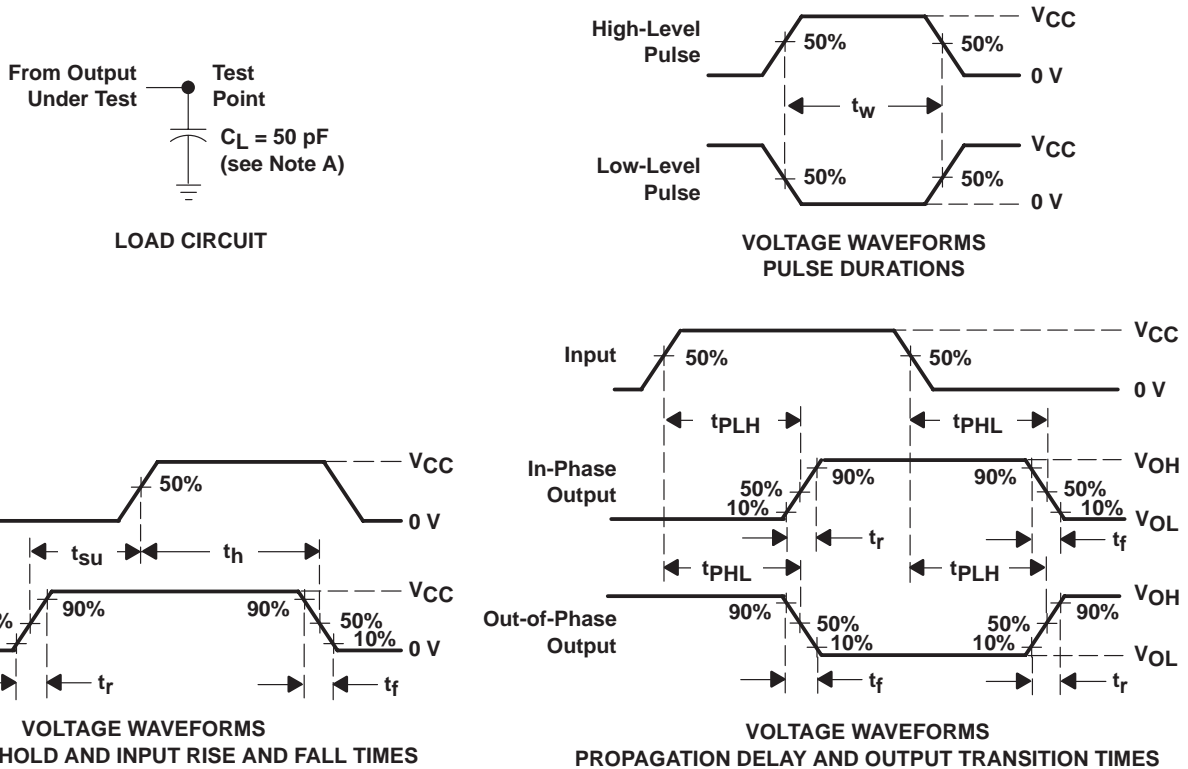 From Output
Under Test
Test
Point
CL = 50 pF
(see Note A)
LOAD CIRCUIT
High-Level
Pulse
50%
50%
VCC
0 V
tw
Low-Level
Pulse
50%
50%
VCC
0 V
VOLTAGE WAVEFORMS
PULSE DURATIONS
50%
VCC
0 V
tsu
th
90%
90%
50%
10%
VCC
0 V
tr
tf
VOLTAGE WAVEFORMS
HOLD AND INPUT RISE AND FALL TIMES
Input
50%
50%
VCC
0 V
tPLH
tPHL
In-Phase
Output
50%
10%
90%
90%
50%
10%
VOH
VOL
tr
tf
tPHL
tPLH
Out-of-Phase
Output
90%
50%
10%
50%
10%
90%
VOH
VOL
tf
tr
VOLTAGE WAVEFORMS
PROPAGATION DELAY AND OUTPUT TRANSITION TIMES